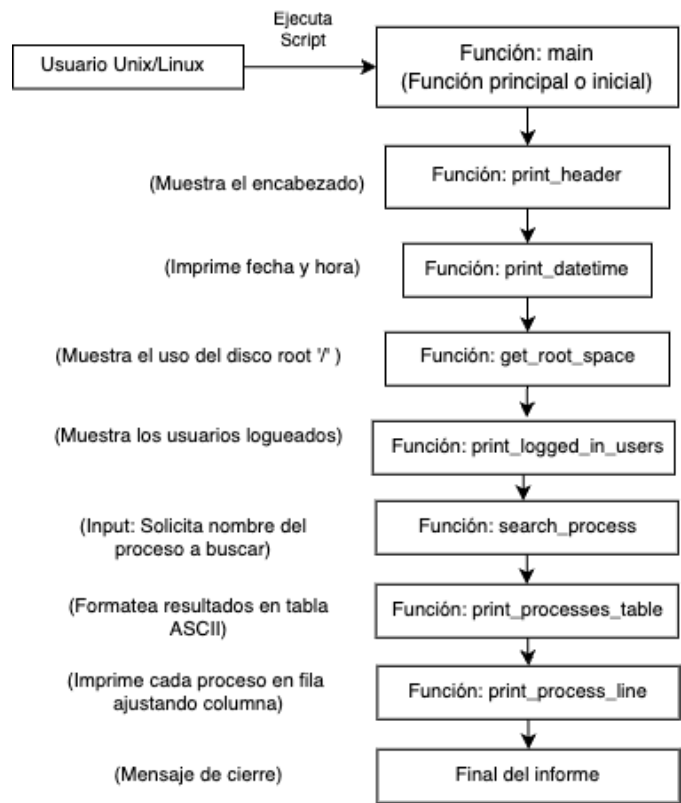 Ejecuta
Script
Usuario Unix/Linux
Función: main
(Función principal o inicial)
(Muestra el encabezado)
Función: print_header
(Imprime fecha y hora)
Función: print_datetime
(Muestra el uso del disco root '/' )
Función: get_root_space
(Muestra los usuarios logueados)
Función: print_logged_in_users
(Input: Solicita nombre del
proceso a buscar)
Función: search_process
(Formatea resultados en tabla
ASCII)
Función: print_processes_table
(Imprime cada proceso en fila
ajustando columna)
Función: print_process_line
(Mensaje de cierre)
Final del informe